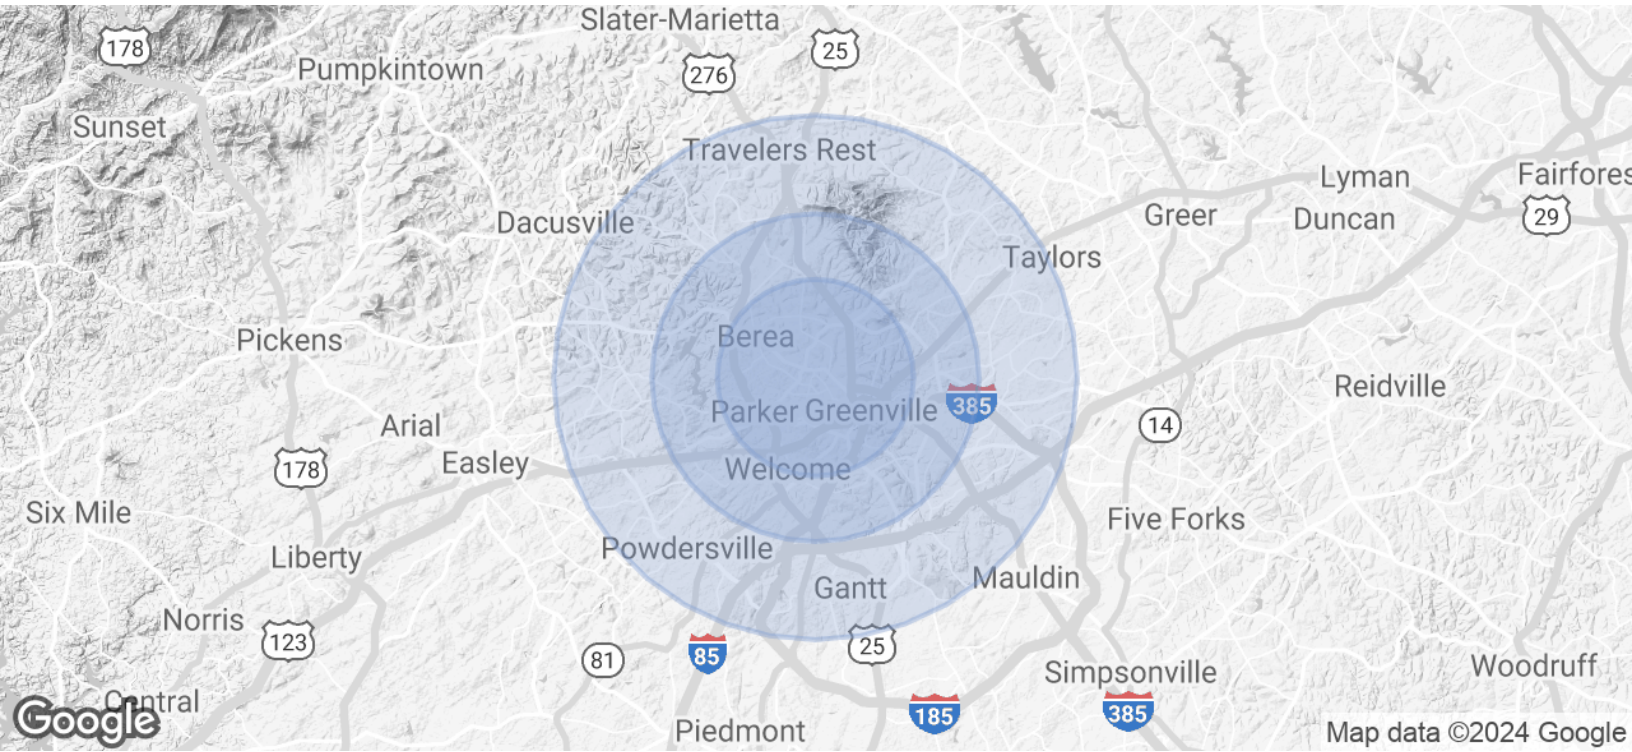 Slater-Marietta
178
25
Pumpkintown
276
Sunset
Travelers Rest
Lyman
Fairfores
Dacusville
Greer
Duncan
29
Taylors
Berea
Pickens
Reidville
385
Parker
Greenville
14
Arial
Easley
178
Welcome
Six Mile
Five Forks
Powdersville
Liberty
Gantt
Mauldin
Norris
123
25
85
81
Simpsonville
Woodruff
Central
Google
185
385
Piedmont
Map data ©2024 Google